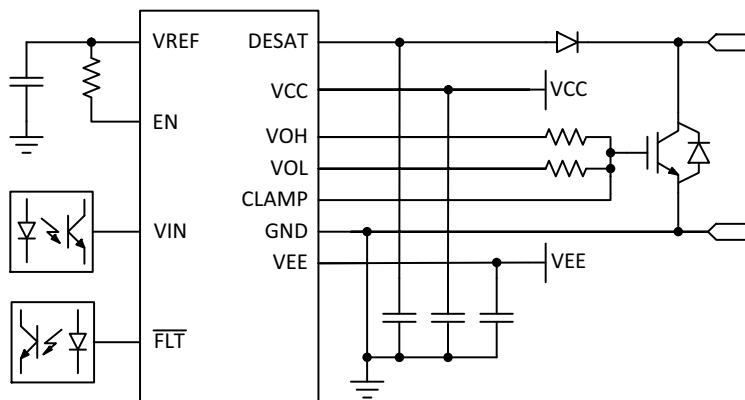 VREF
DESAT
VCC
VCC
EN
VOH
VOL
CLAMP
VIN
GND
VEE
VEE
FLT